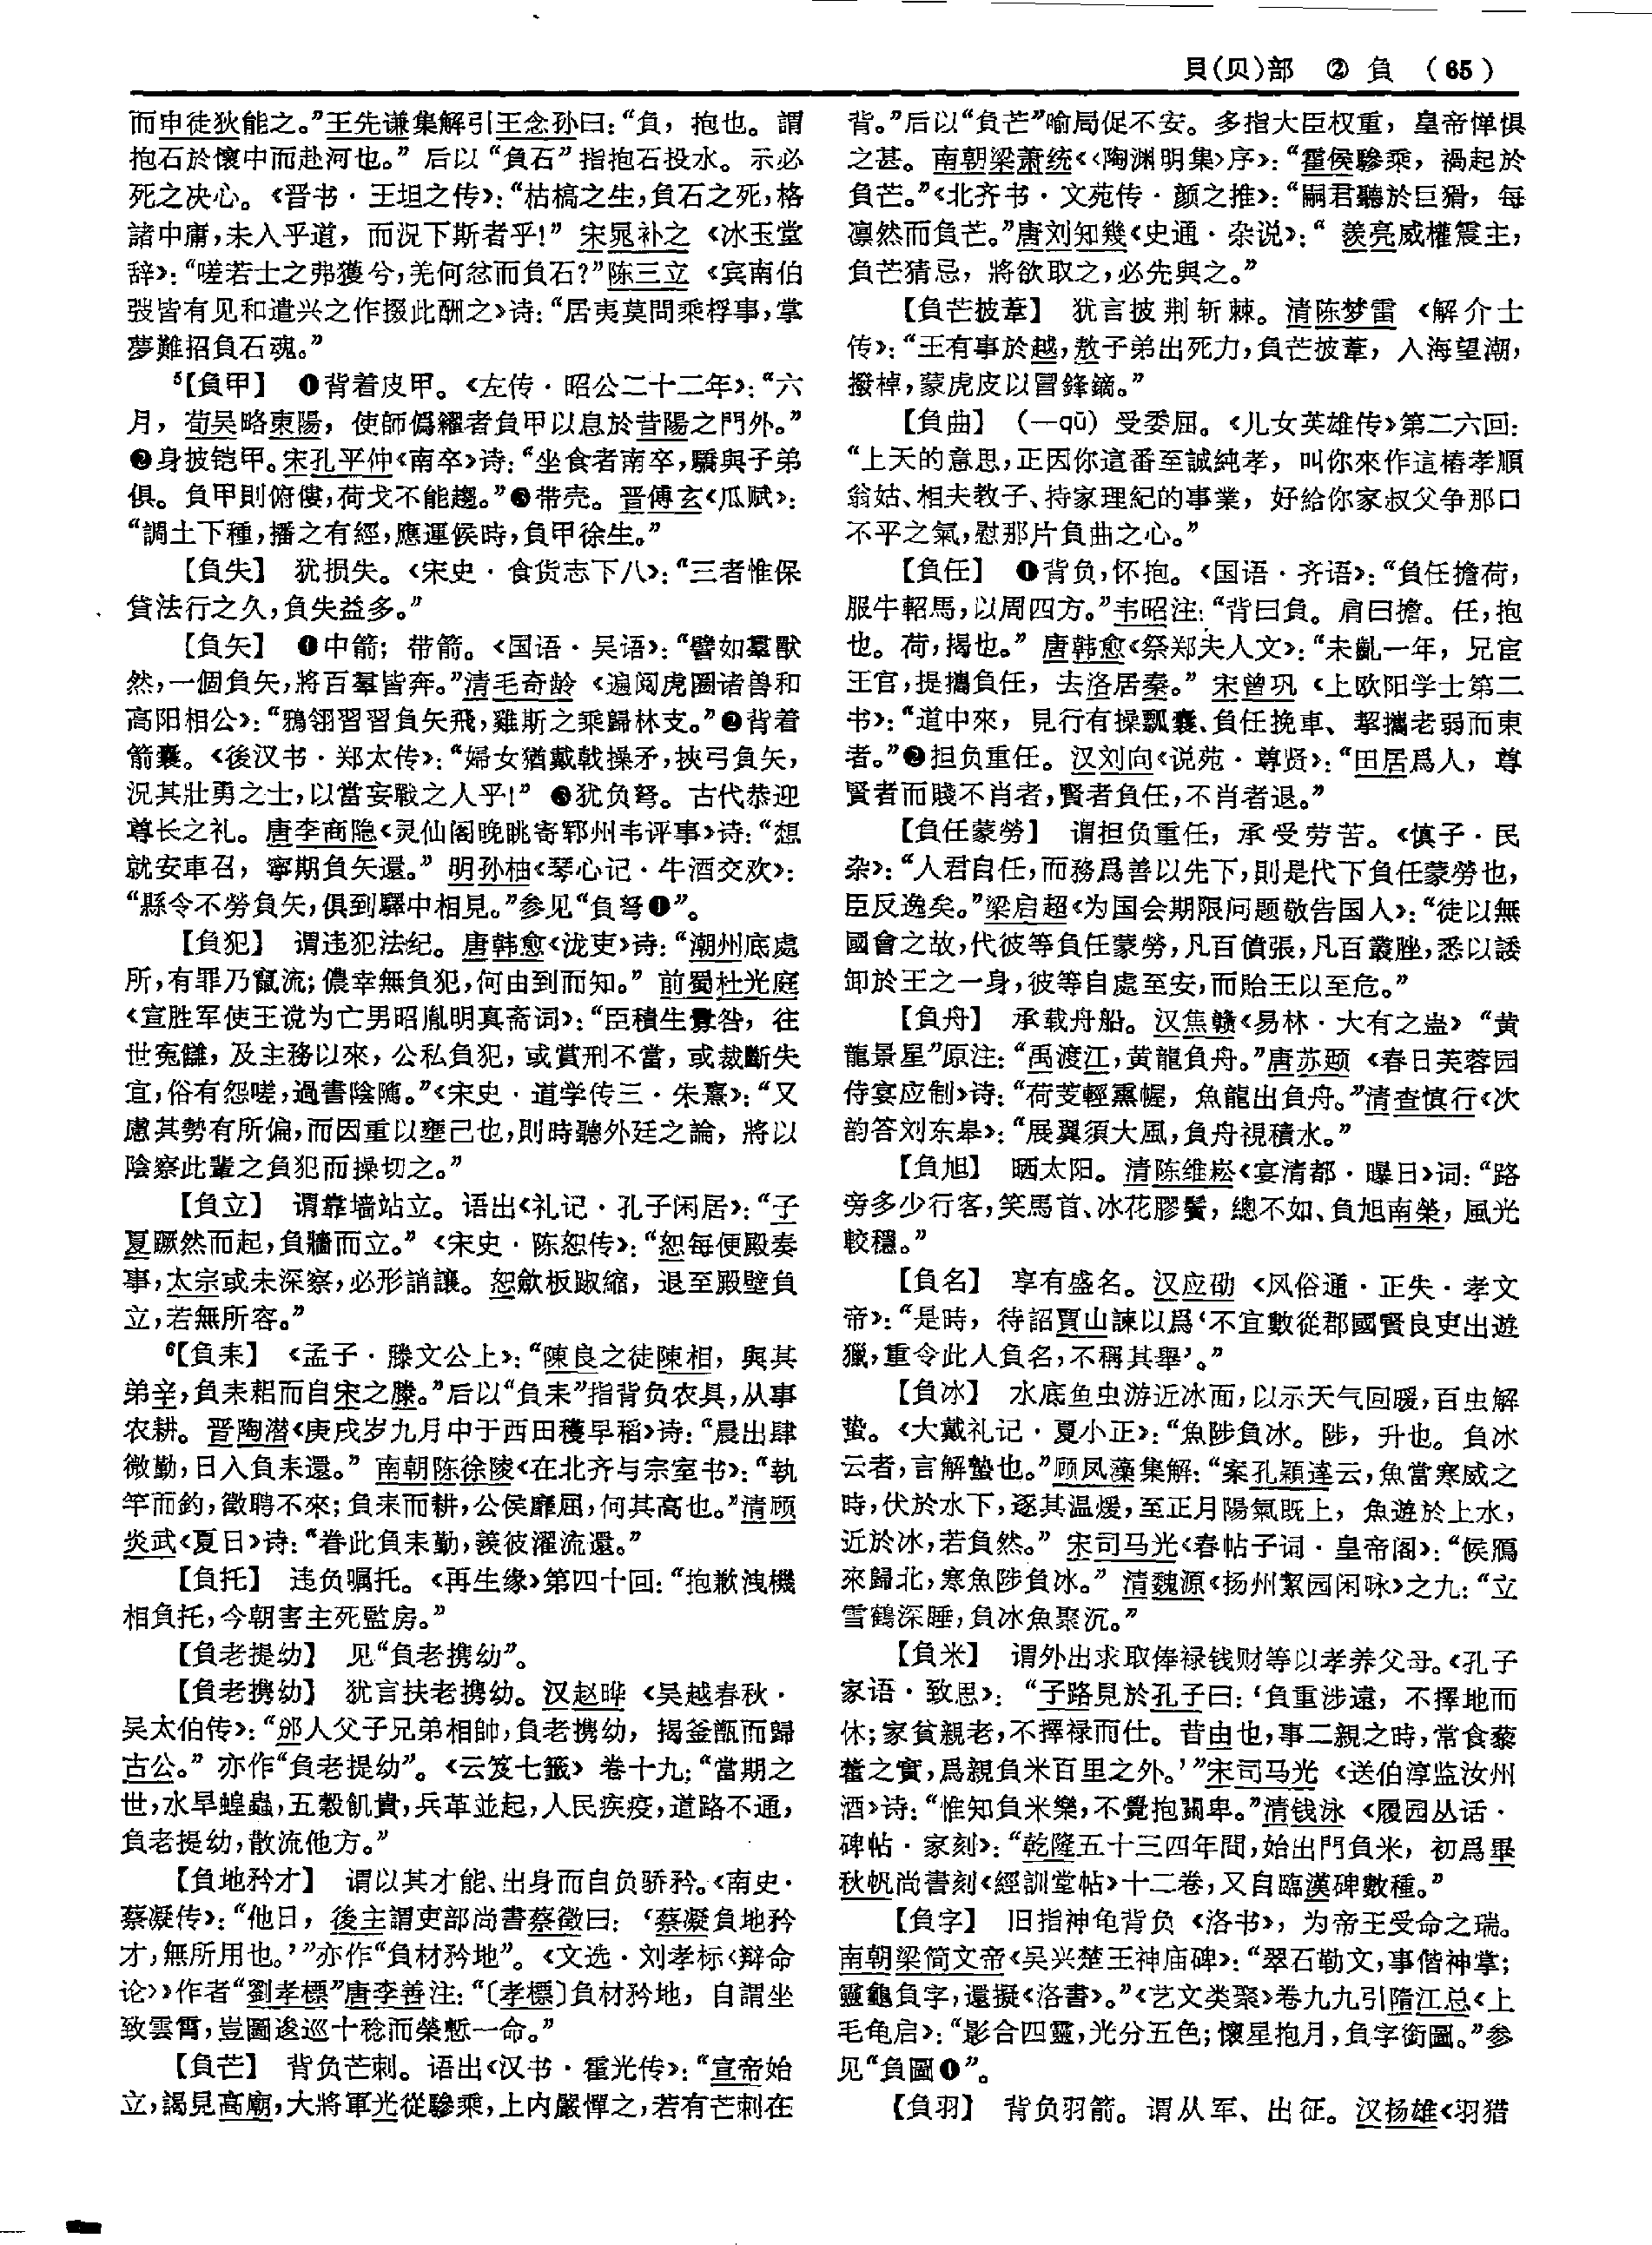 貝(贝)部　②　負　（65）
而申徒狄能之。”王先谦集解引王念孙曰：“負，抱也。謂
抱石於懷中而赴河也。”后以“負石”指抱石投水。示必
死之决心。《晋书·王坦之传》：“枯槁之生，負石之死，格
諸中庸，未入乎道，而況下斯者乎！”宋晁补之《冰玉堂
辞》：“嗟若士之弗獲兮，羌何忿而負石？”陈三立《宾南伯
弢皆有见和遣兴之作掇此酬之》诗：“居夷莫問乘桴事，掌
夢難招負石魂。”
⁵【負甲】　❶背着皮甲。《左传·昭公二十二年》：“六
月，荀吴略東陽，使師僞糴者負甲以息於昔陽之門外。”
❷身披铠甲。宋孔平仲《南卒》诗：“坐食者南卒，驕與子弟
俱。負甲則俯僂，荷戈不能趨。”❸带壳。晋傅玄《瓜赋》：
“調土下種，播之有經，應運侯時，負甲徐生。”
【負失】　犹损失。《宋史·食货志下八》：“三者惟保
貸法行之久，負失益多。”
【負矢】　❶中箭；带箭。《国语·吴语》：“譬如羣獸
然，一個負矢，將百羣皆奔。”清毛奇龄《遍阅虎圈诸兽和
高阳相公》：“鴉翎習習負矢飛，雞斯之乘歸林支。”❷背着
箭囊。《後汉书·郑太传》：“婦女猶戴戟操矛，挾弓負矢，
況其壯勇之士，以當妄戰之人乎！”❸犹负弩。古代恭迎
尊长之礼。唐李商隐《灵仙阁晚眺寄郓州韦评事》诗：“想
就安車召，寧期負矢還。”明孙柚《琴心记·牛酒交欢》：
“縣令不勞負矢，俱到驛中相見。”参见“負弩❶”。
【負犯】　谓违犯法纪。唐韩愈《泷吏》诗：“潮州底處
所，有罪乃竄流；儂幸無負犯，何由到而知。”前蜀杜光庭
《宣胜军使王谠为亡男昭胤明真斋词》：“臣積生釁咎，往
世冤讎，及主務以來，公私負犯，或賞刑不當，或裁斷失
宜，俗有怨嗟，過書陰隲。”《宋史·道学传三·朱熹》：“又
慮其勢有所偏，而因重以壅己也，則時聽外廷之論，將以
陰察此輩之負犯而操切之。”
【負立】　谓靠墙站立。语出《礼记·孔子闲居》：“子
夏蹶然而起，負牆而立。”《宋史·陈恕传》：“恕每便殿奏
事，太宗或未深察，必形誚讓。恕斂板踧縮，退至殿壁負
立，若無所容。”
⁶【負耒】　《孟子·滕文公上》：“陳良之徒陳相，與其
弟辛，負耒耜而自宋之滕。”后以“負耒”指背负农具，从事
农耕。晋陶潜《庚戌岁九月中于西田穫早稻》诗：“晨出肆
微勤，日入負耒還。”南朝陈徐陵《在北齐与宗室书》：“執
竿而釣，徵聘不來；負耒而耕，公侯靡屈，何其高也。”清顾
炎武《夏日》诗：“眷此負耒勤，羨彼濯流還。”
【負托】　违负嘱托。《再生缘》第四十回：“抱歉洩機
相負托，今朝害主死監房。”
【負老提幼】　见“負老携幼”。
【負老携幼】　犹言扶老携幼。汉赵晔《吴越春秋·
吴太伯传》：“邠人父子兄弟相帥，負老携幼，揭釜甑而歸
古公。”亦作“負老提幼”。《云笈七籤》卷十九：“當期之
世，水旱蝗蟲，五穀飢貴，兵革並起，人民疾疫，道路不通，
負老提幼，散流他方。”
【負地矜才】　谓以其才能、出身而自负骄矜。《南史·
蔡凝传》：“他日，後主謂吏部尚書蔡徵曰：‘蔡凝負地矜
才，無所用也。’”亦作“負材矜地”。《文选·刘孝标〈辩命
论〉》作者“劉孝標”唐李善注：“〔孝標〕負材矜地，自謂坐
致雲霄，豈圖逡巡十稔而榮慙一命。”
【負芒】　背负芒刺。语出《汉书·霍光传》：“宣帝始
立，謁見高廟，大將軍光從驂乘，上内嚴憚之，若有芒刺在
背。”后以“負芒”喻局促不安。多指大臣权重，皇帝惮惧
之甚。南朝梁萧统《〈陶渊明集〉序》：“霍侯驂乘，禍起於
負芒。”《北齐书·文苑传·颜之推》：“嗣君聽於巨猾，每
凛然而負芒。”唐刘知幾《史通·杂说》：“羨亮威權震主，
負芒猜忌，將欲取之，必先與之。”
【負芒披葦】　犹言披荆斩棘。清陈梦雷《解介士
传》：“王有事於越，敖子弟出死力，負芒披葦，入海望潮，
撥棹，蒙虎皮以冒鋒鏑。”
【負曲】　（—qū）受委屈。《儿女英雄传》第二六回：
“上天的意思，正因你這番至誠純孝，叫你來作這樁孝順
翁姑、相夫教子、持家理紀的事業，好給你家叔父争那口
不平之氣，慰那片負曲之心。”
【負任】　❶背负，怀抱。《国语·齐语》：“負任擔荷，
服牛軺馬，以周四方。”韦昭注：“背曰負。肩曰擔。任，抱
也。荷，揭也。”唐韩愈《祭郑夫人文》：“未齓一年，兄宦
王官，提攜負任，去洛居秦。”宋曾巩《上欧阳学士第二
书》：“道中來，見行有操瓢囊、負任挽車、挈攜老弱而東
者。”❷担负重任。汉刘向《说苑·尊贤》：“田居爲人，尊
賢者而賤不肖者，賢者負任，不肖者退。”
【負任蒙勞】　谓担负重任，承受劳苦。《慎子·民
杂》：“人君自任，而務爲善以先下，則是代下負任蒙勞也，
臣反逸矣。”梁启超《为国会期限问题敬告国人》：“徒以無
國會之故，代彼等負任蒙勞，凡百僨張，凡百叢脞，悉以諉
卸於王之一身，彼等自處至安，而貽王以至危。”
【負舟】　承载舟船。汉焦赣《易林·大有之蛊》“黄
龍景星”原注：“禹渡江，黄龍負舟。”唐苏颋《春日芙蓉园
侍宴应制》诗：“荷芰輕熏幄，魚龍出負舟。”清查慎行《次
韵答刘东皋》：“展翼須大風，負舟視積水。”
【負旭】　晒太阳。清陈维崧《宴清都·曝日》词：“路
旁多少行客，笑馬首、冰花膠鬢，總不如、負旭南榮，風光
較穩。”
【負名】　享有盛名。汉应劭《风俗通·正失·孝文
帝》：“是時，待詔賈山諫以爲‘不宜數從郡國賢良吏出遊
獵，重令此人負名，不稱其舉’。”
【負冰】　水底鱼虫游近冰面，以示天气回暖，百虫解
蛰。《大戴礼记·夏小正》：“魚陟負冰。陟，升也。負冰
云者，言解蟄也。”顾凤藻集解：“案孔穎達云，魚當寒威之
時，伏於水下，逐其温煖，至正月陽氣既上，魚遊於上水，
近於冰，若負然。”宋司马光《春帖子词·皇帝阁》：“候鴈
來歸北，寒魚陟負冰。”清魏源《扬州絜园闲咏》之九：“立
雪鶴深睡，負冰魚聚沉。”
【負米】　谓外出求取俸禄钱财等以孝养父母。《孔子
家语·致思》：“子路見於孔子曰：‘負重涉遠，不擇地而
休；家貧親老，不擇禄而仕。昔由也，事二親之時，常食藜
藿之實，爲親負米百里之外。’”宋司马光《送伯淳监汝州
酒》诗：“惟知負米樂，不覺抱關卑。”清钱泳《履园丛话·
碑帖·家刻》：“乾隆五十三四年間，始出門負米，初爲畢
秋帆尚書刻《經訓堂帖》十二卷，又自臨漢碑數種。”
【負字】　旧指神龟背负《洛书》，为帝王受命之瑞。
南朝梁简文帝《吴兴楚王神庙碑》：“翠石勒文，事偕神掌；
靈龜負字，還擬《洛書》。”《艺文类聚》卷九九引隋江总《上
毛龟启》：“影合四靈，光分五色；懷星抱月，負字銜圖。”参
见“負圖❶”。
【負羽】　背负羽箭。谓从军、出征。汉扬雄《羽猎